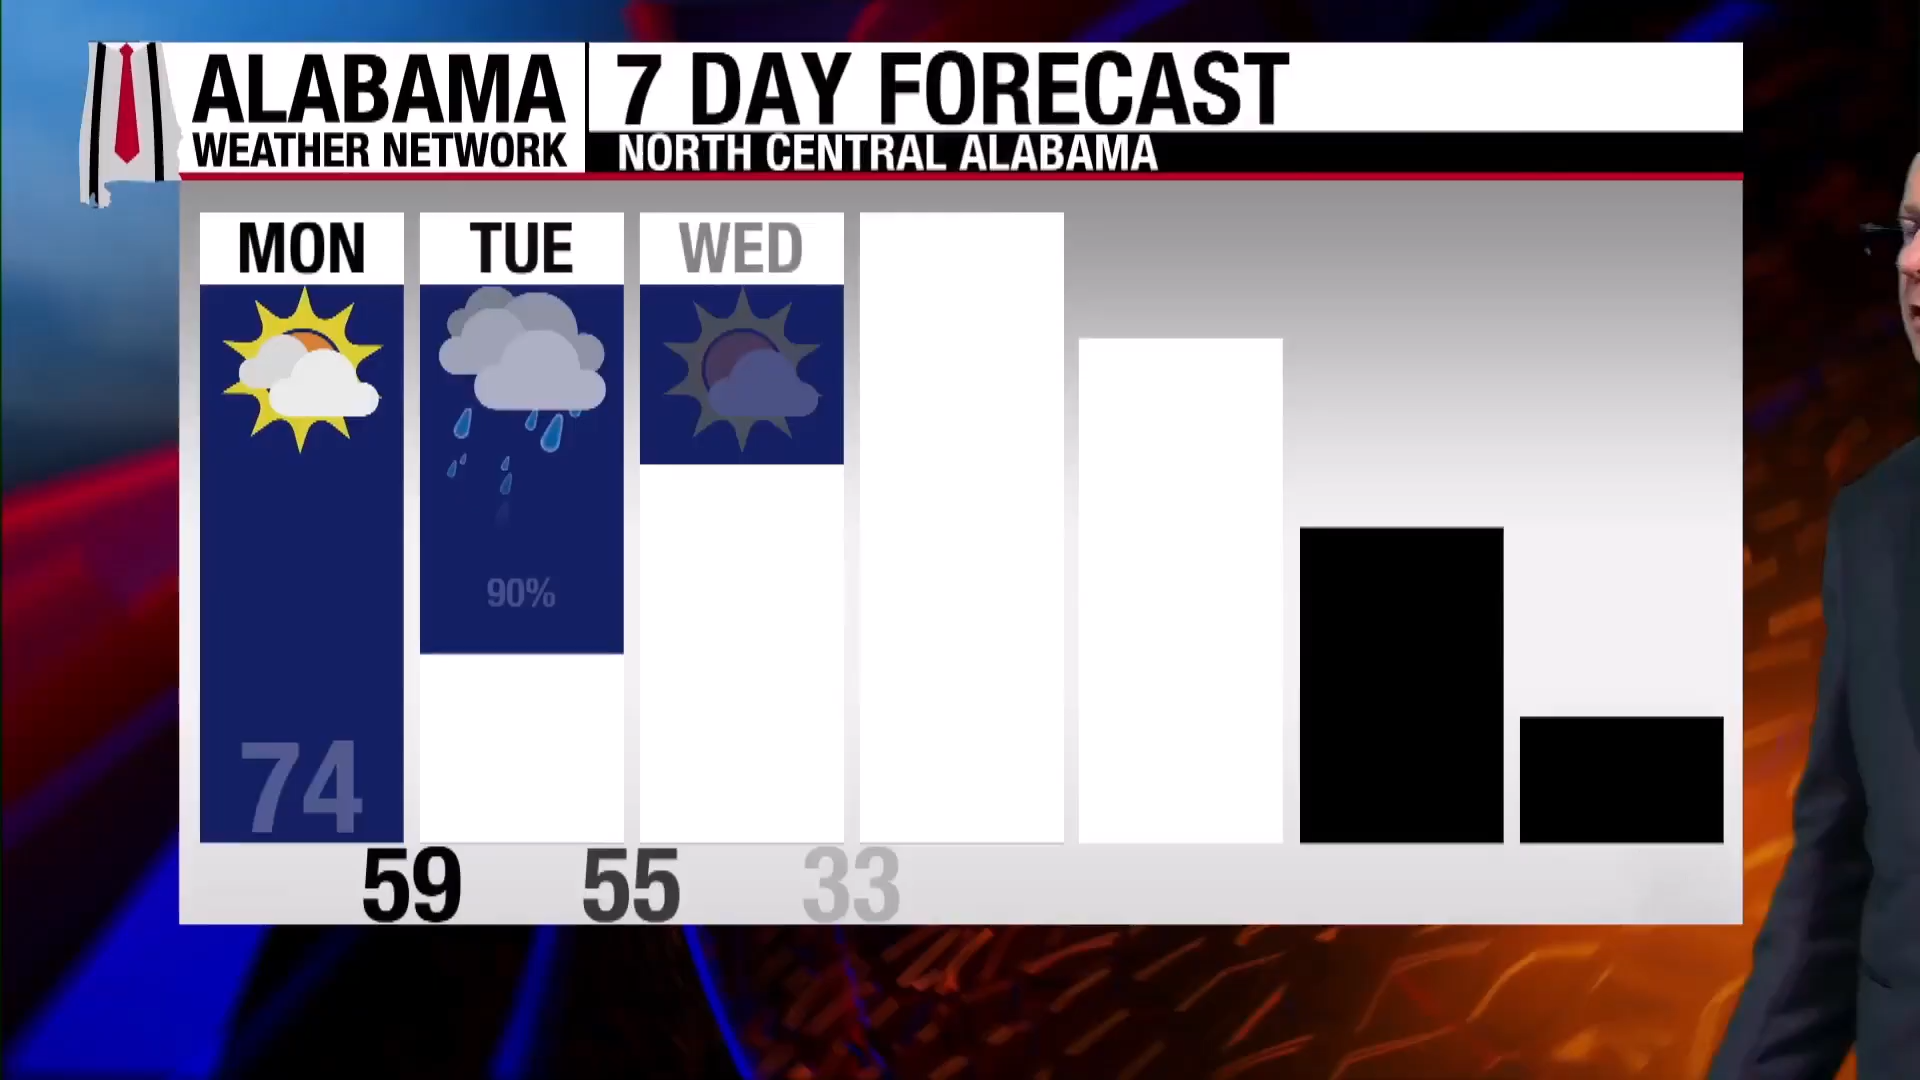 ALABAMA
WEATHER NETWORK
7 DAY FORECAST
NORTH CENTRAL ALABAMA
MON
TUE
WED
90%
74
59
55
33